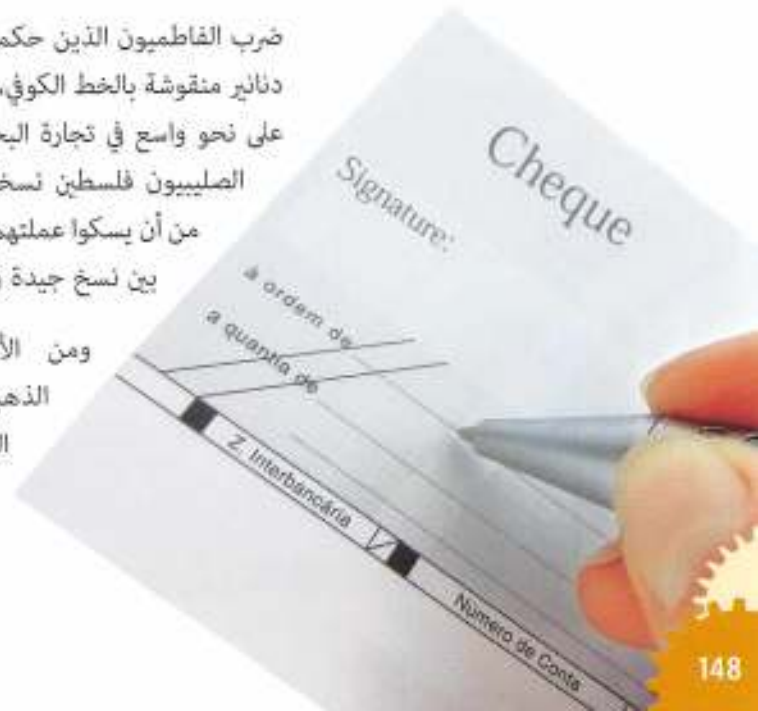 ضرب الفاطميون الذين حكم
دنانير منقوشة بالخط الكوفي،
على نحو واسع في تجارة البح
الصليبيون فلسطين نسخ
من أن يسكوا عملتهم
بين نسخ جيدة
ومن الأ
الذهب
ال
Cheque
Signature:
à ordem de
a quantia de
Z. Interbancária
Número de Conta
148